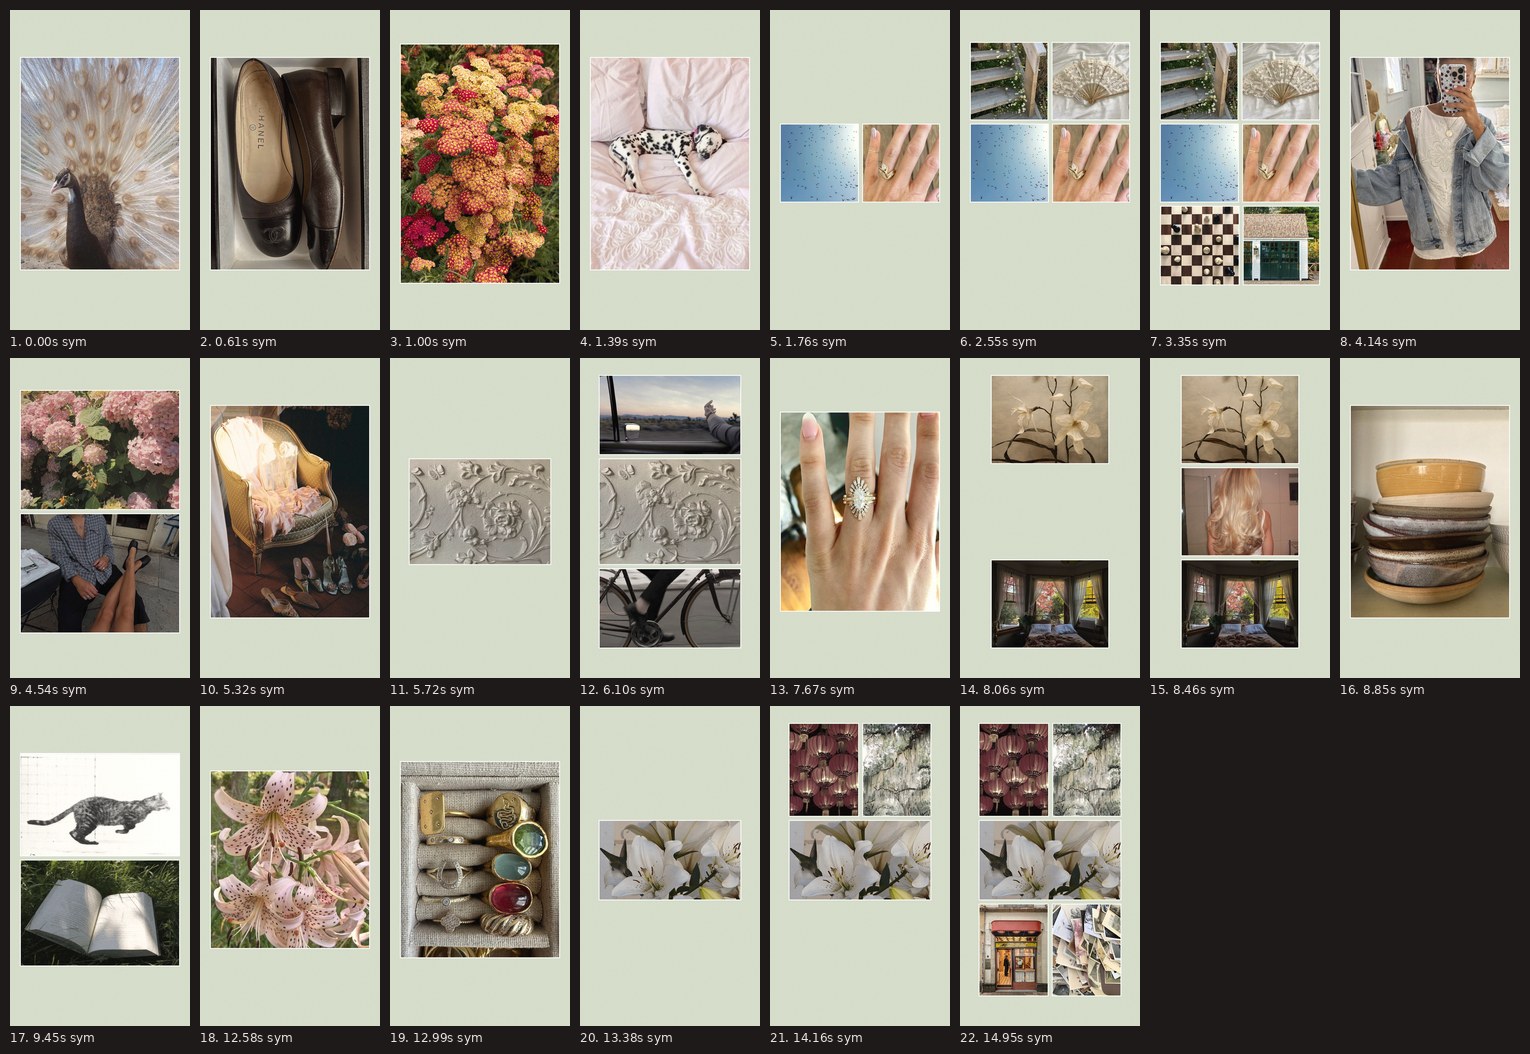 HANEL
1. 0.00s sym
2. 0.61s sym
3. 1.00s sym
4. 1.39s sym
5. 1.76s sym
6. 2.55s sym
7. 3.35s sym
8. 4.14s sym
9. 4.54s sym
10. 5.32s sym
11. 5.72s sym
12. 6.10s sym
13. 7.67s sym
14. 8.06s sym
15. 8.46s sym
16. 8.85s sym
17. 9.45s sym
18. 12.58s sym
19. 12.99s sym
20. 13.38s sym
21. 14.16s sym
22. 14.95s sym